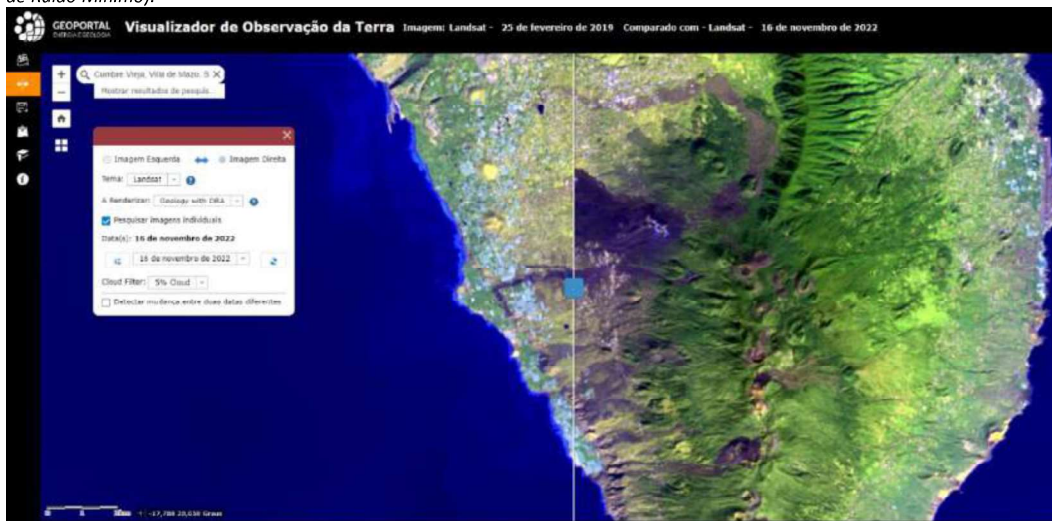 de Ruído Mínimo).
GEOPORTAL
ENERGIA E GEOLOGIA
Visualizador de Observação da Terra
Imagem: Landsat - 25 de fevereiro de 2019 Comparado com - Landsat - 16 de novembro de 2022
Cumbre Vieja, Villa de Mazo, S
Mostrar resultados de pesquis...
Imagem Esquerda
Imagem Direita
Tema: Landsat
A Renderizar: Geology with DRA
Pesquisar imagens individuais
Data(s): 16 de novembro de 2022
16 de novembro de 2022
Cloud Filter: 5% Cloud
Detectar mudança entre duas datas diferentes
Graus